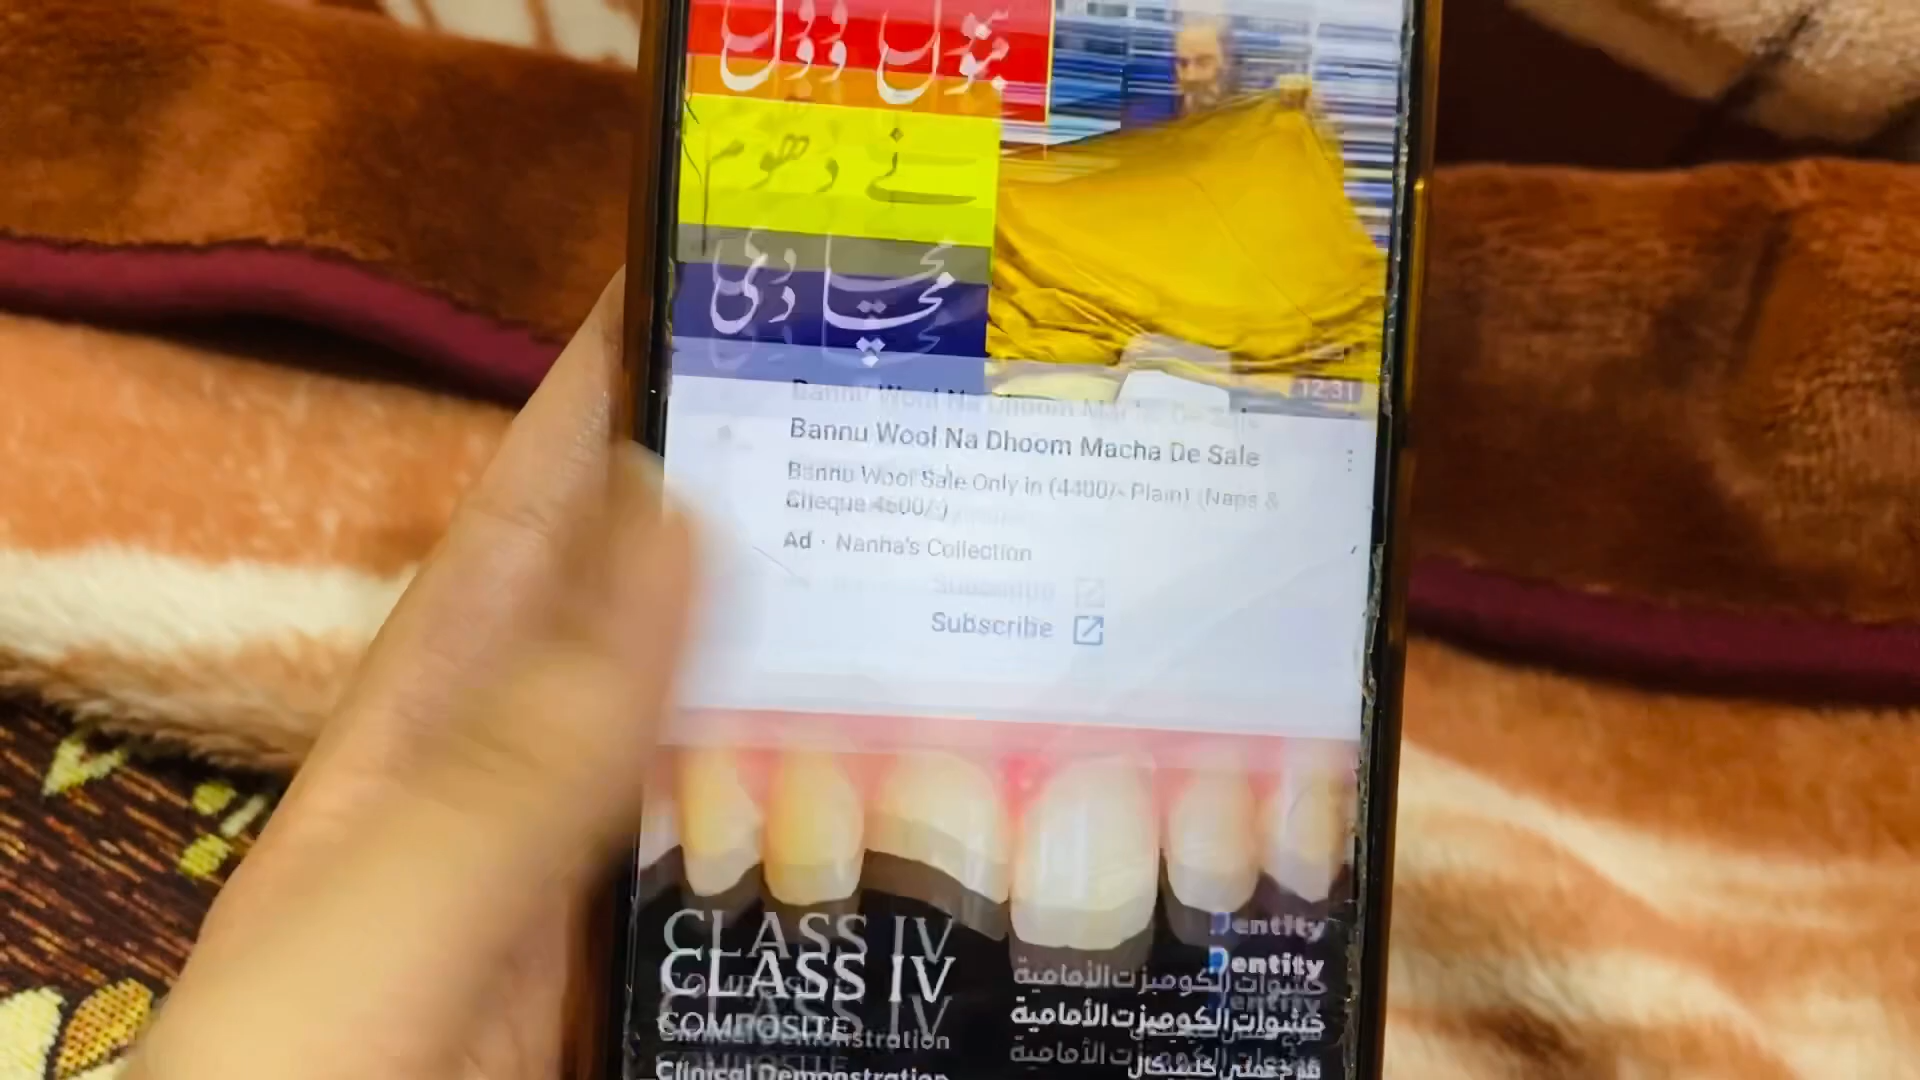 بنوں وول
نے دھوم
مچا دی
12:31
Bannu Wool Na Dhoom Macha De Sale
Bannu Wool Sale Only in (4400/- Plain) (Naps &
Cheque 4600/-)
Ad · Nanha's Collection
Subscribe
CLASS IV
Dentity
COMPOSITE
حشوات الكومبزت الأمامية
Clinical Demonstration